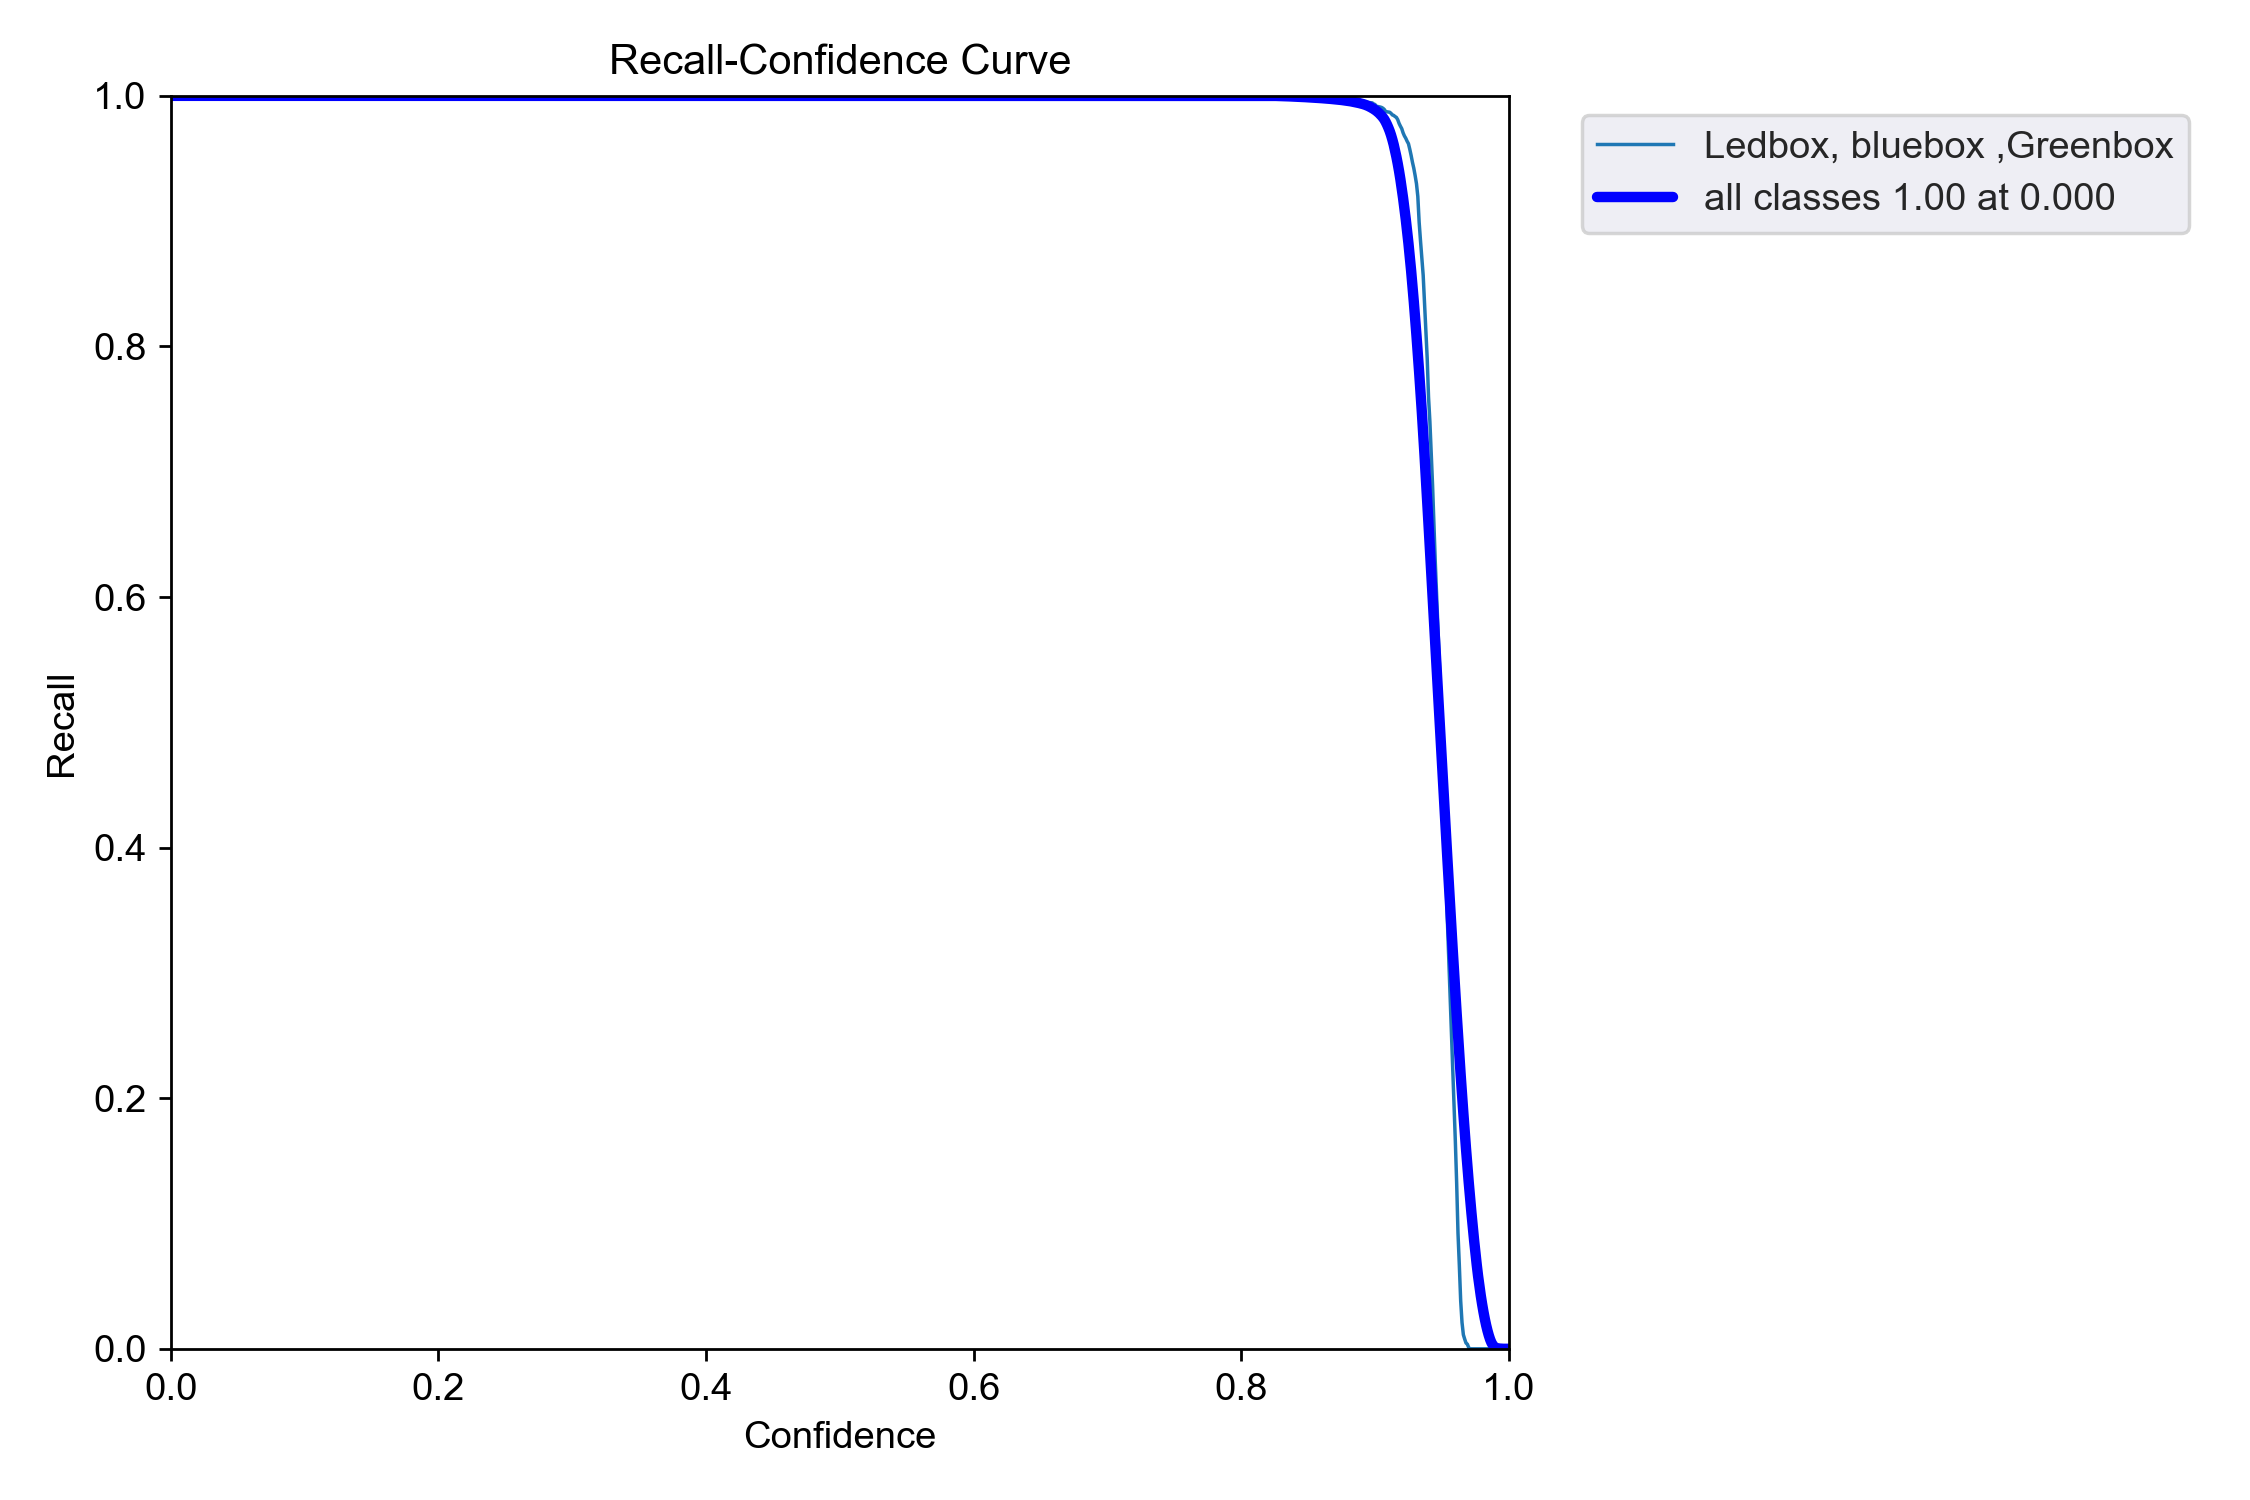 Recall-Confidence Curve
Ledbox, bluebox ,Greenbox
all classes 1.00 at 0.000
1.0
0.8
0.6
0.4
0.2
0.0
Recall
0.0 0.2 0.4 0.6 0.8 1.0
Confidence